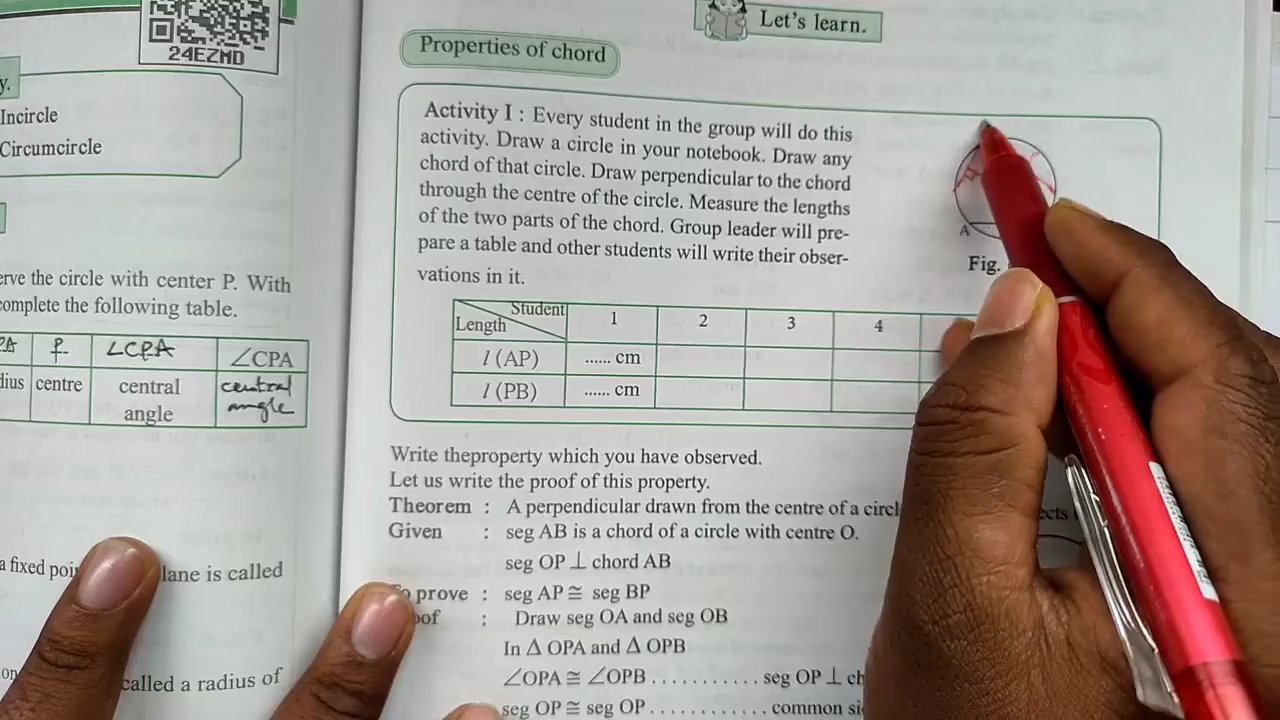 24EZMD
y.
Incircle
Circumcircle
erve the circle with center P. With
complete the following table.
∠CPA ∠CPA
dius centre central angle central angle
a fixed lane is called
called a radius of
Let's learn.
Properties of chord
Activity I : Every student in the group will do this
activity. Draw a circle in your notebook. Draw any
chord of that circle. Draw perpendicular to the chord
through the centre of the circle. Measure the lengths
of the two parts of the chord. Group leader will pre-
pare a table and other students will write their obser-
vations in it.
A
Fig.
Student
Length 1 2 3 4
l (AP) ...... cm
l (PB) ...... cm
Write theproperty which you have observed.
Let us write the proof of this property.
Theorem : A perpendicular drawn from the centre of a circl ects
Given : seg AB is a chord of a circle with centre O.
seg OP ⊥ chord AB
prove : seg AP ≅ seg BP
oof : Draw seg OA and seg OB
In Δ OPA and Δ OPB
∠OPA ≅ ∠OPB . . . . . . . . . . . seg OP ⊥ ch
seg OP ≅ seg OP . . . . . . . . . . . . common si